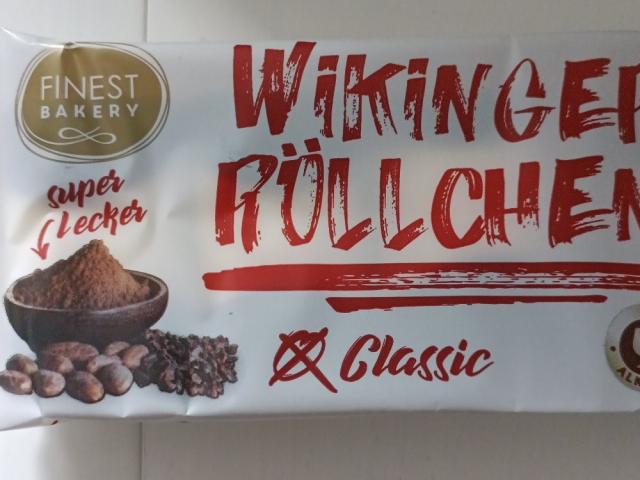 FINEST
BAKERY
WIKINGER
RÖLLCHEN
super
lecker
Classic